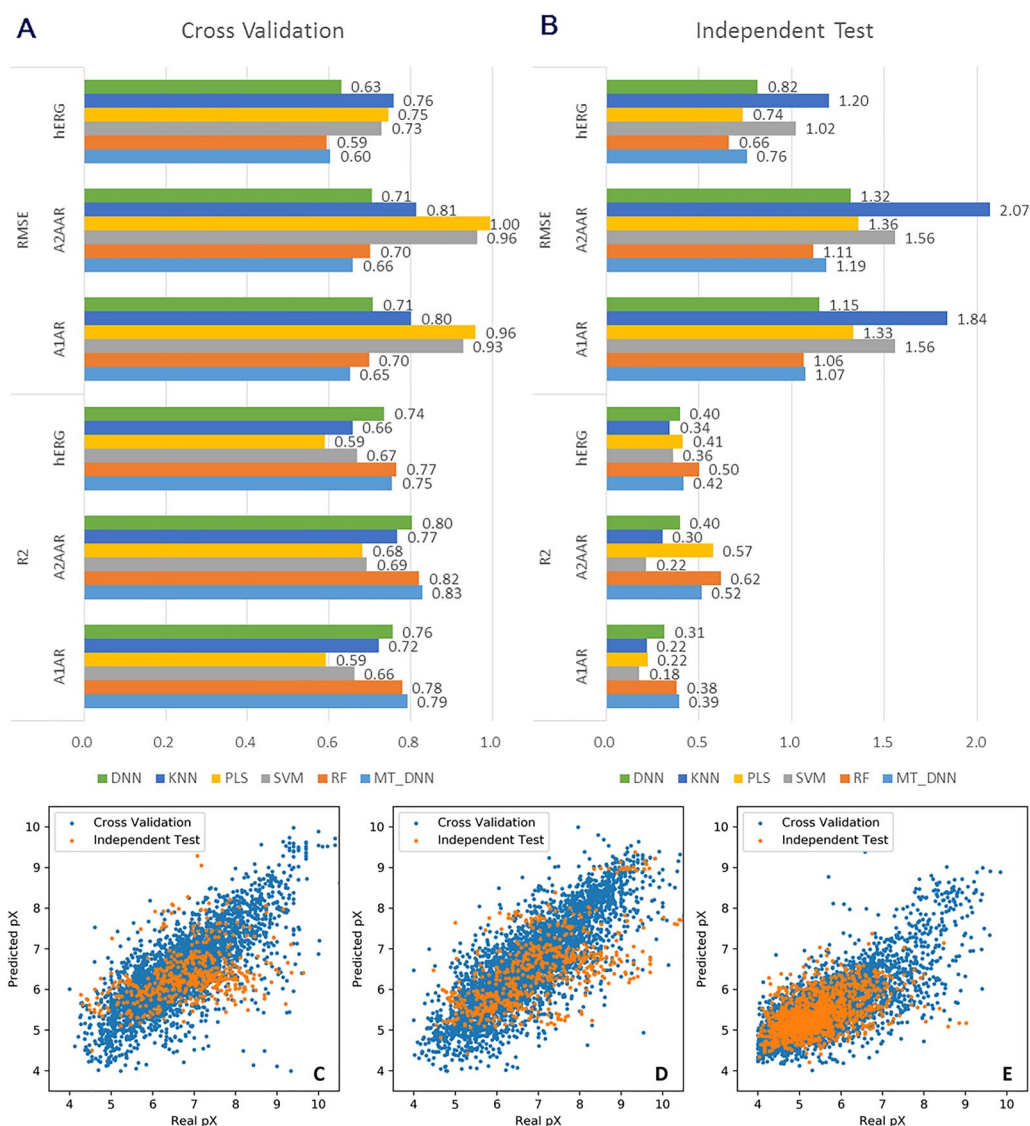 A
Cross Validation
RMSE
hERG
0.63
0.76
0.75
0.73
0.59
0.60
A2AAR
0.71
0.81
1.00
0.96
0.70
0.66
A1AR
0.71
0.80
0.96
0.93
0.70
0.65
R2
hERG
0.74
0.66
0.59
0.67
0.77
0.75
A2AAR
0.80
0.77
0.68
0.69
0.82
0.83
A1AR
0.76
0.72
0.59
0.66
0.78
0.79
0.0 0.2 0.4 0.6 0.8 1.0
DNN KNN PLS SVM RF MT_DNN
B
Independent Test
RMSE
hERG
0.82
1.20
0.74
1.02
0.66
0.76
A2AAR
1.32
2.07
1.36
1.56
1.11
1.19
A1AR
1.15
1.84
1.33
1.56
1.06
1.07
R2
hERG
0.40
0.34
0.41
0.36
0.50
0.42
A2AAR
0.40
0.30
0.57
0.22
0.62
0.52
A1AR
0.31
0.22
0.22
0.18
0.38
0.39
0.0 0.5 1.0 1.5 2.0
DNN KNN PLS SVM RF MT_DNN
Cross Validation
Independent Test
Predicted pX
10
9
8
7
6
5
4
C
4 5 6 7 8 9 10
Real pX
Cross Validation
Independent Test
Predicted pX
10
9
8
7
6
5
4
D
4 5 6 7 8 9 10
Real pX
Cross Validation
Independent Test
Predicted pX
10
9
8
7
6
5
4
E
4 5 6 7 8 9 10
Real pX